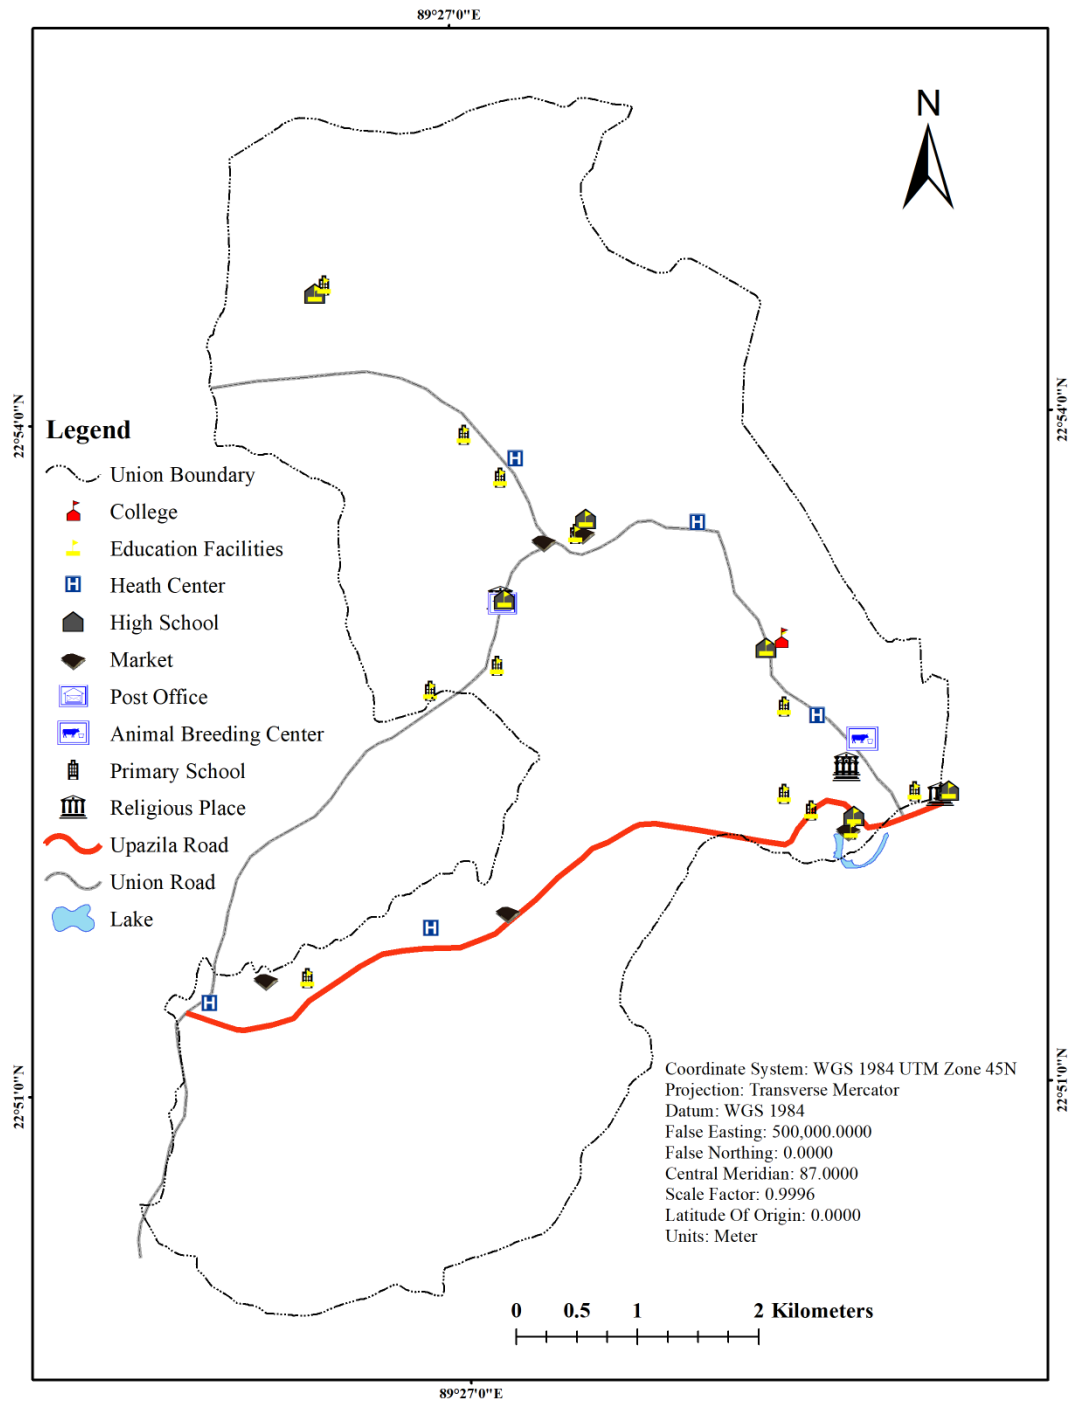 89°27'0"E
N
22°54'0"N
22°54'0"N
Legend
Union Boundary
College
Education Facilities
H Heath Center
High School
Market
Post Office
Animal Breeding Center
Primary School
Religious Place
Upazila Road
Union Road
Lake
H
H
H
H
H
22°51'0"N
22°51'0"N
Coordinate System: WGS 1984 UTM Zone 45N
Projection: Transverse Mercator
Datum: WGS 1984
False Easting: 500,000.0000
False Northing: 0.0000
Central Meridian: 87.0000
Scale Factor: 0.9996
Latitude Of Origin: 0.0000
Units: Meter
0 0.5 1 2 Kilometers
89°27'0"E